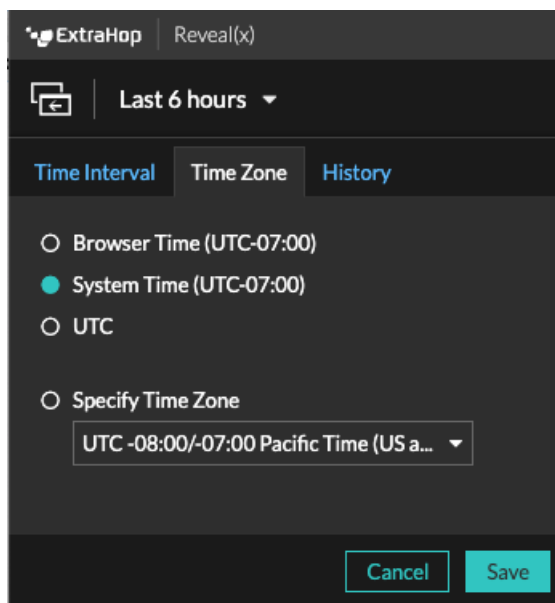 ExtraHop Reveal(x)
Last 6 hours
Time Interval Time Zone History
Browser Time (UTC-07:00)
System Time (UTC-07:00)
UTC
Specify Time Zone
UTC -08:00/-07:00 Pacific Time (US a...
Cancel Save